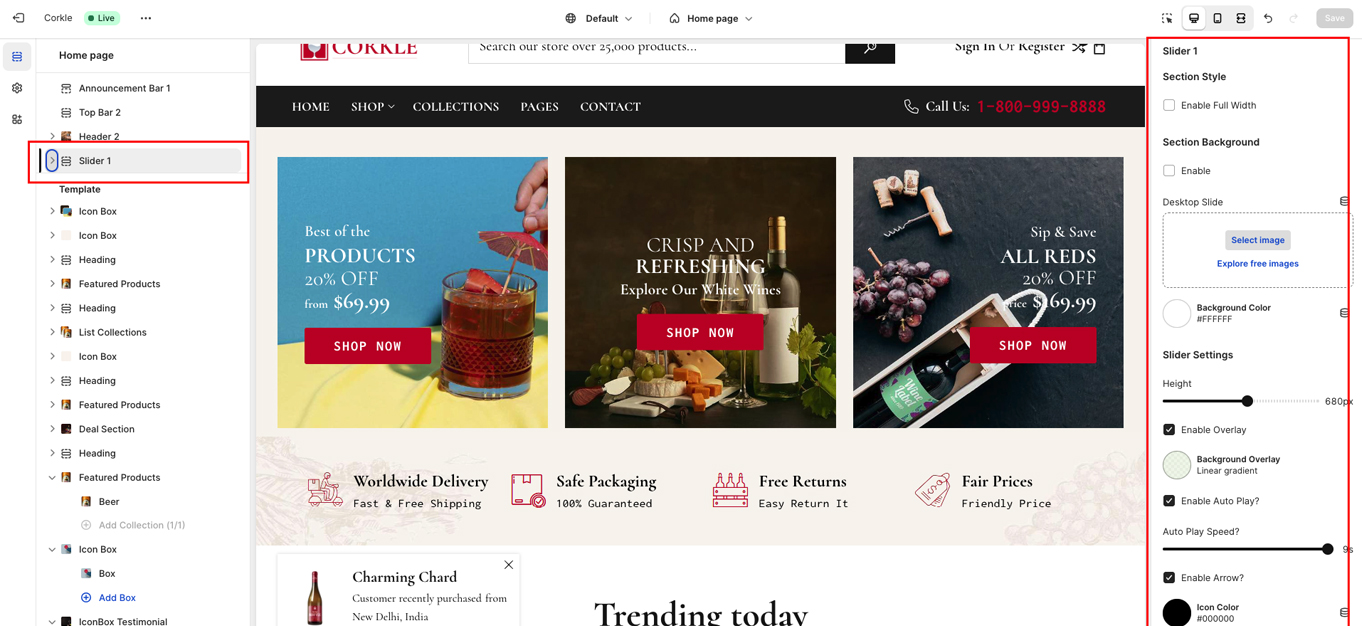 Corkle
Live
Default
Home page
Save
Home page
Announcement Bar 1
Top Bar 2
Header 2
Slider 1
Template
Icon Box
Icon Box
Heading
Featured Products
Heading
List Collections
Icon Box
Heading
Featured Products
Deal Section
Heading
Featured Products
Beer
Add Collection (1/1)
Icon Box
Box
Add Box
IconBox Testimonial
CORKLE
Search our store over 25,000 products...
Sign In Or Register
HOME SHOP COLLECTIONS PAGES CONTACT
Call Us: 1-800-999-8888
Best of the
PRODUCTS
20% OFF
from $69.99
SHOP NOW
CRISP AND
REFRESHING
Explore Our White Wines
SHOP NOW
Sip & Save
ALL REDS
20% OFF
price $169.99
SHOP NOW
Wine
Label
Worldwide Delivery
Fast & Free Shipping
Safe Packaging
100% Guaranteed
Free Returns
Easy Return It
Fair Prices
Friendly Price
Charming Chard
Customer recently purchased from
New Delhi, India
Trending today
Slider 1
Section Style
Enable Full Width
Section Background
Enable
Desktop Slide
Select image
Explore free images
Background Color
#FFFFFF
Slider Settings
Height
680px
Enable Overlay
Background Overlay
Linear gradient
Enable Auto Play?
Auto Play Speed?
9s
Enable Arrow?
Icon Color
#000000